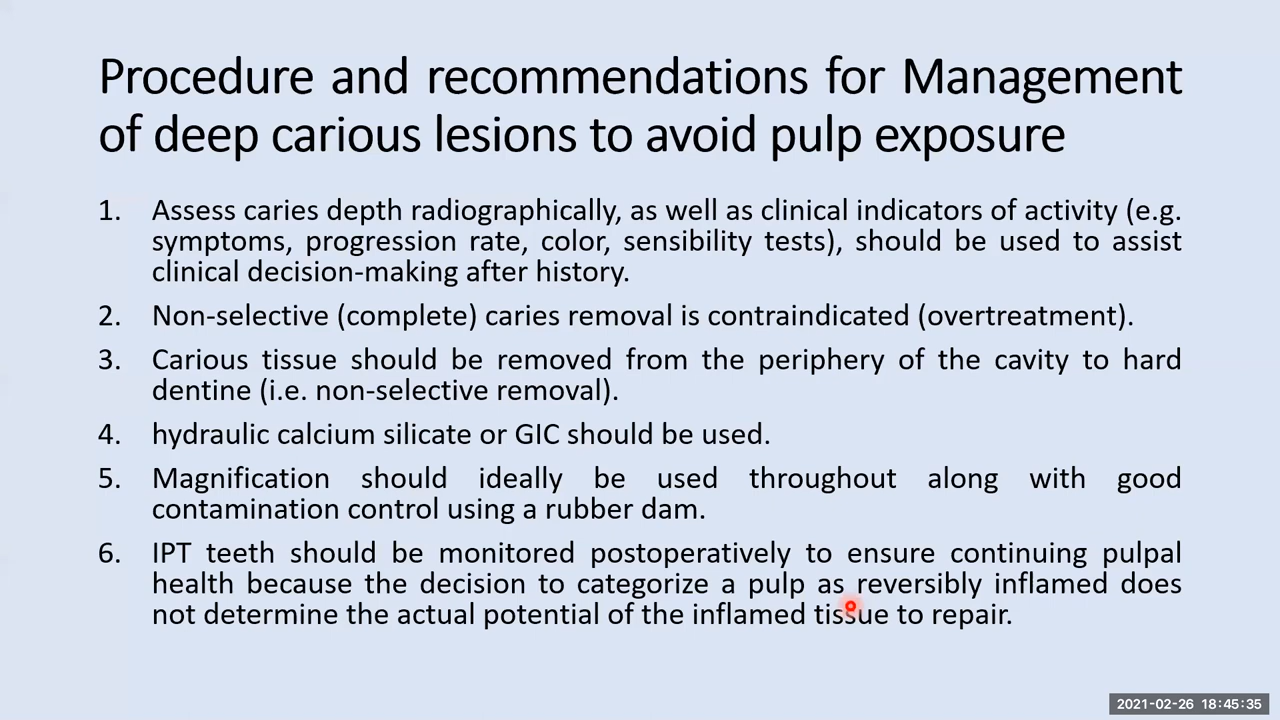 Procedure and recommendations for Management
of deep carious lesions to avoid pulp exposure
1. Assess caries depth radiographically, as well as clinical indicators of activity (e.g.
symptoms, progression rate, color, sensibility tests), should be used to assist
clinical decision-making after history.
2. Non-selective (complete) caries removal is contraindicated (overtreatment).
3. Carious tissue should be removed from the periphery of the cavity to hard
dentine (i.e. non-selective removal).
4. hydraulic calcium silicate or GIC should be used.
5. Magnification should ideally be used throughout along with good
contamination control using a rubber dam.
6. IPT teeth should be monitored postoperatively to ensure continuing pulpal
health because the decision to categorize a pulp as reversibly inflamed does
not determine the actual potential of the inflamed tissue to repair.
2021-02-26 18:45:35